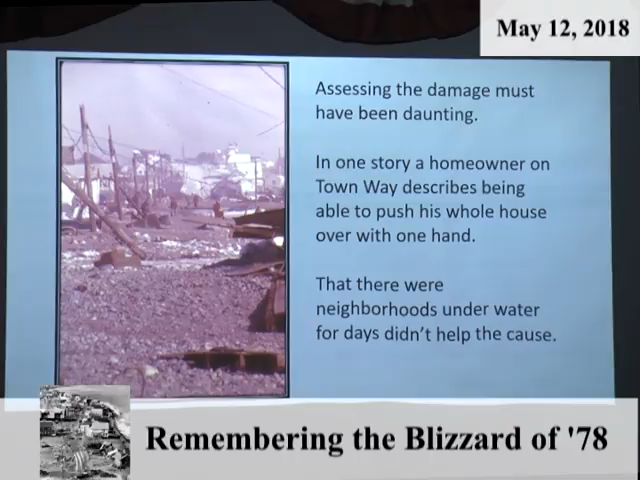 May 12, 2018
Assessing the damage must
have been daunting.
In one story a homeowner on
Town Way describes being
able to push his whole house
over with one hand.
That there were
neighborhoods under water
for days didn't help the cause.
Remembering the Blizzard of '78